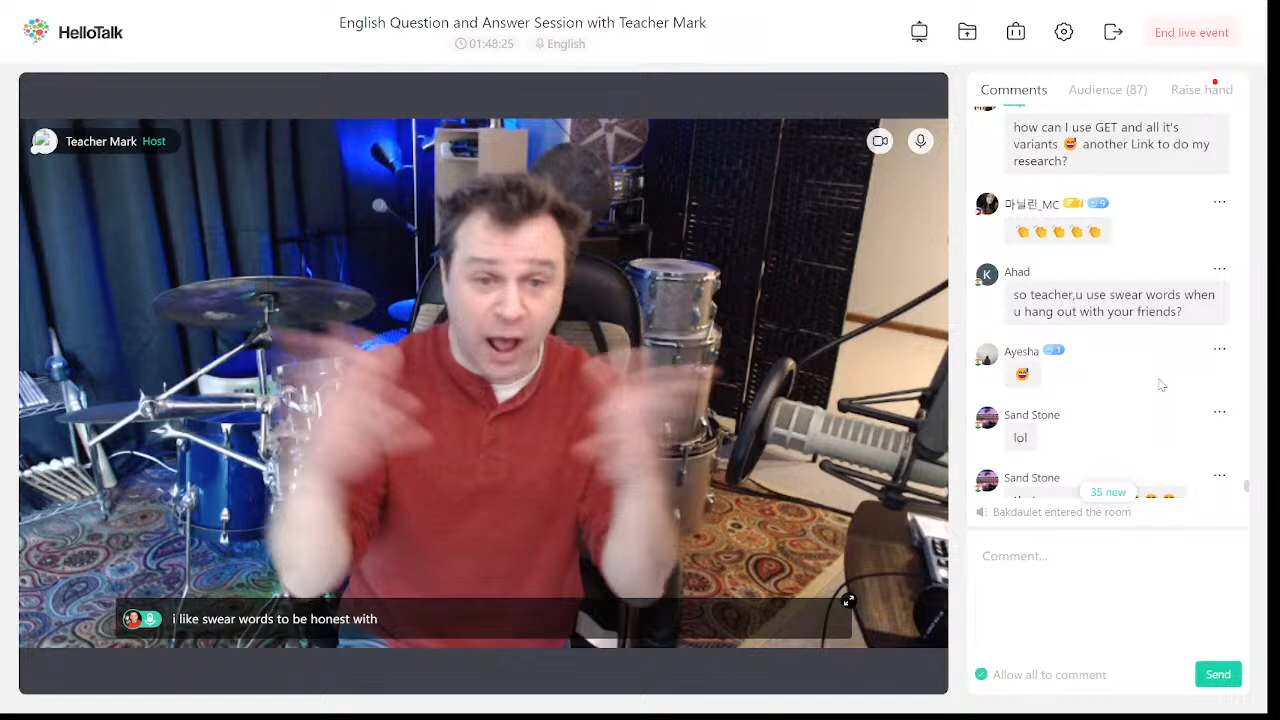 HelloTalk
English Question and Answer Session with Teacher Mark
01:48:25 English
End live event
Teacher Mark Host
i like swear words to be honest with
Comments Audience (87) Raise hand
how can I use GET and all it's
variants 😅 another Link to do my
research?
마닐린_MC 9
👏👏👏👏👏
K
Ahad
so teacher,u use swear words when
u hang out with your friends?
Ayesha 1
😅
Sand Stone
lol
Sand Stone
35 new
Bakdaulet entered the room
Comment...
Allow all to comment
Send